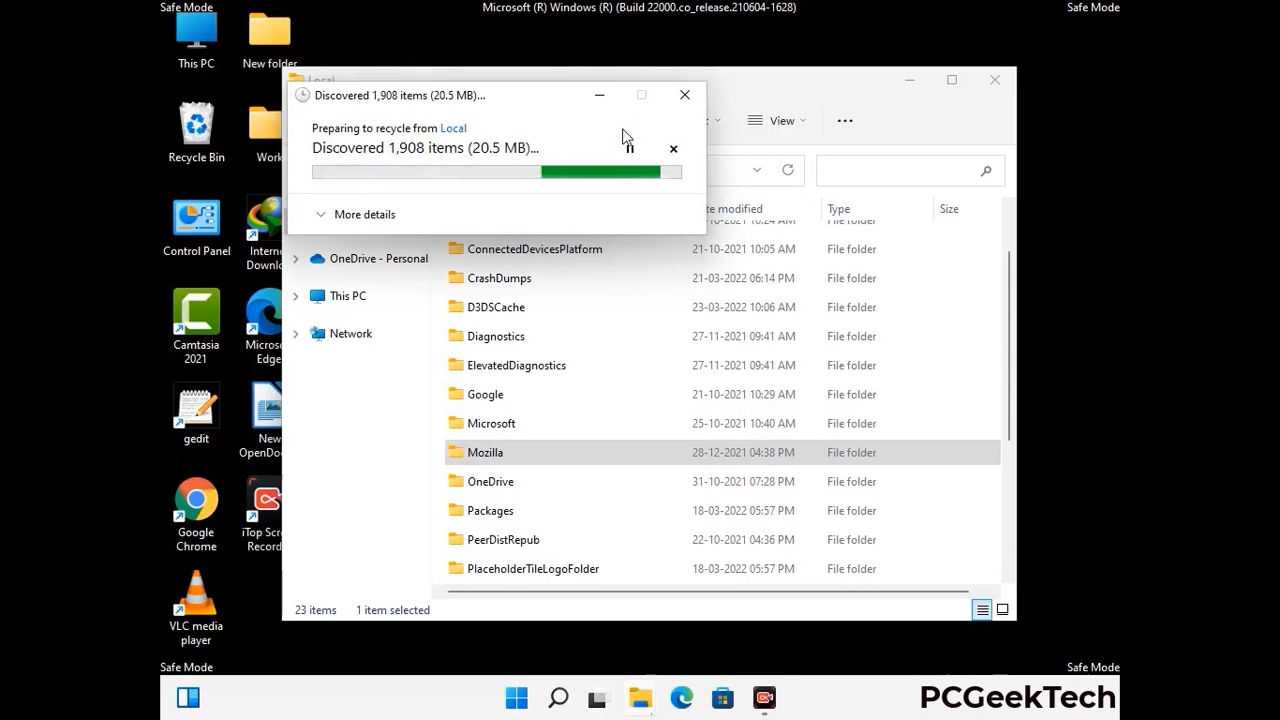 Safe Mode
Microsoft (R) Windows (R) (Build 22000.co_release.210604-1628)
Safe Mode
This PC
New folder
Recycle Bin
Work
Control Panel
Intern
Downlo
Camtasia
2021
Micros
Edge
gedit
New
OpenDoc
Google
Chrome
iTop Scr
Record
VLC media
player
Local
Discovered 1,908 items (20.5 MB)...
Preparing to recycle from Local
Discovered 1,908 items (20.5 MB)...
More details
View
te modified
Type
Size
OneDrive - Personal
This PC
Network
File folder
ConnectedDevicesPlatform 21-10-2021 10:05 AM File folder
CrashDumps 21-03-2022 06:14 PM File folder
D3DSCache 23-03-2022 10:06 AM File folder
Diagnostics 27-11-2021 09:41 AM File folder
ElevatedDiagnostics 27-11-2021 09:41 AM File folder
Google 21-10-2021 10:29 AM File folder
Microsoft 25-10-2021 10:40 AM File folder
Mozilla 28-12-2021 04:38 PM File folder
OneDrive 31-10-2021 07:28 PM File folder
Packages 18-03-2022 05:57 PM File folder
PeerDistRepub 22-10-2021 04:36 PM File folder
PlaceholderTileLogoFolder 18-03-2022 05:57 PM File folder
23 items
1 item selected
Safe Mode
Safe Mode
PCGeekTech